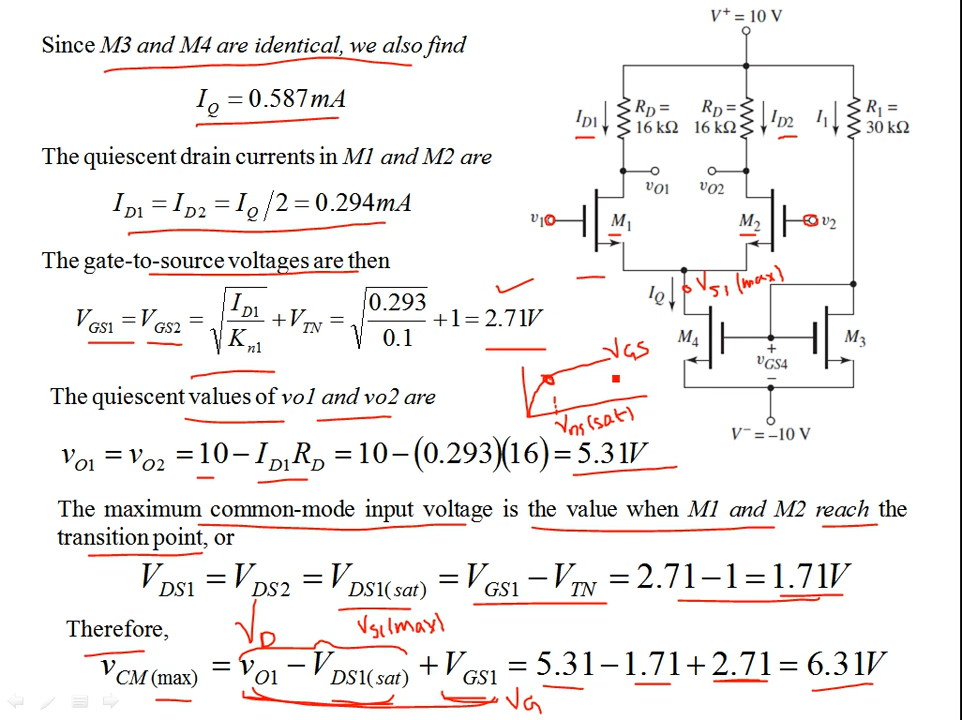 Since M3 and M4 are identical, we also find
I_Q = 0.587mA
The quiescent drain currents in M1 and M2 are
I_D1 = I_D2 = I_Q/2 = 0.294mA
The gate-to-source voltages are then
V_GS1 = V_GS2 = √(I_D1/K_n1) + V_TN = √(0.293/0.1) + 1 = 2.71V
The quiescent values of vo1 and vo2 are
v_O1 = v_O2 = 10 − I_D1R_D = 10 − (0.293)(16) = 5.31V
The maximum common-mode input voltage is the value when M1 and M2 reach the
transition point, or
V_DS1 = V_DS2 = V_DS1(sat) = V_GS1 − V_TN = 2.71 − 1 = 1.71V
Therefore,
V_D
V_S1(max)
v_CM(max) = v_O1 − V_DS1(sat) + V_GS1 = 5.31 − 1.71 + 2.71 = 6.31V
V_G
V_GS
V_DS(sat)
V+ = 10 V
I_D1
R_D =
16 kΩ
R_D =
16 kΩ
I_D2
I_1
R_1 =
30 kΩ
v_O1
v_O2
v_1
M_1
M_2
v_2
I_Q
V_S1(max)
M_4
+
v_GS4
−
M_3
V− = −10 V